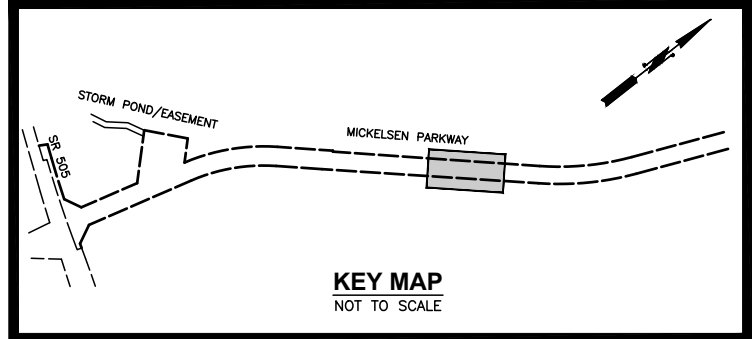 STORM POND/EASEMENT
MICKELSEN PARKWAY
SR 505
KEY MAP
NOT TO SCALE